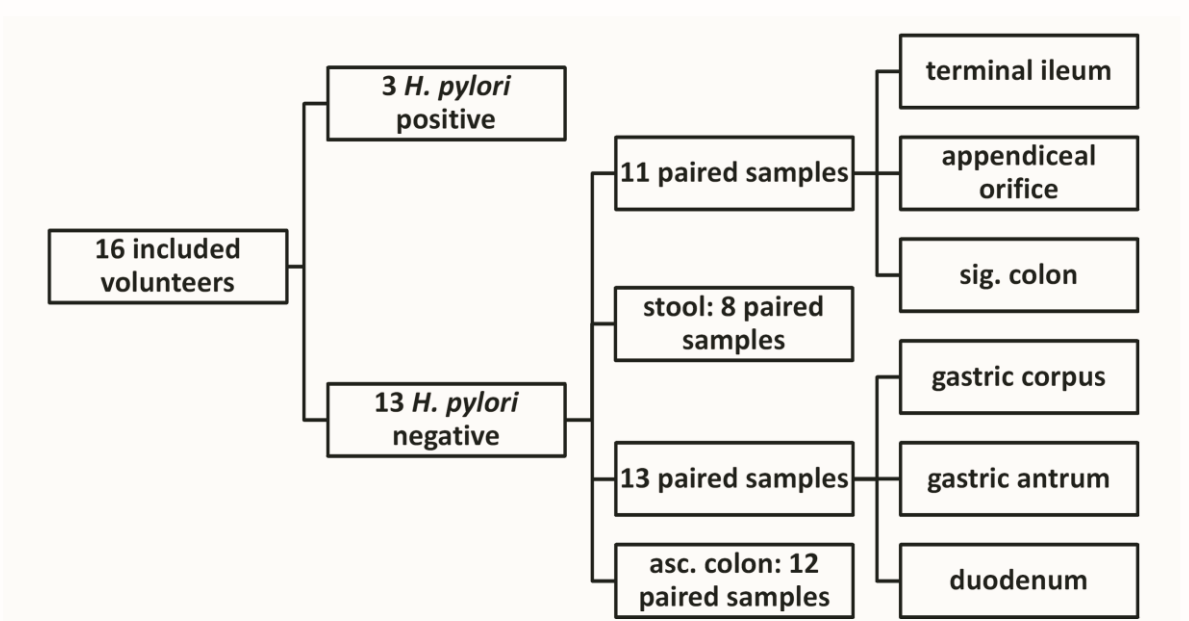 16 included
volunteers
3 H. pylori
positive
13 H. pylori
negative
11 paired samples
stool: 8 paired
samples
13 paired samples
asc. colon: 12
paired samples
terminal ileum
appendiceal
orifice
sig. colon
gastric corpus
gastric antrum
duodenum